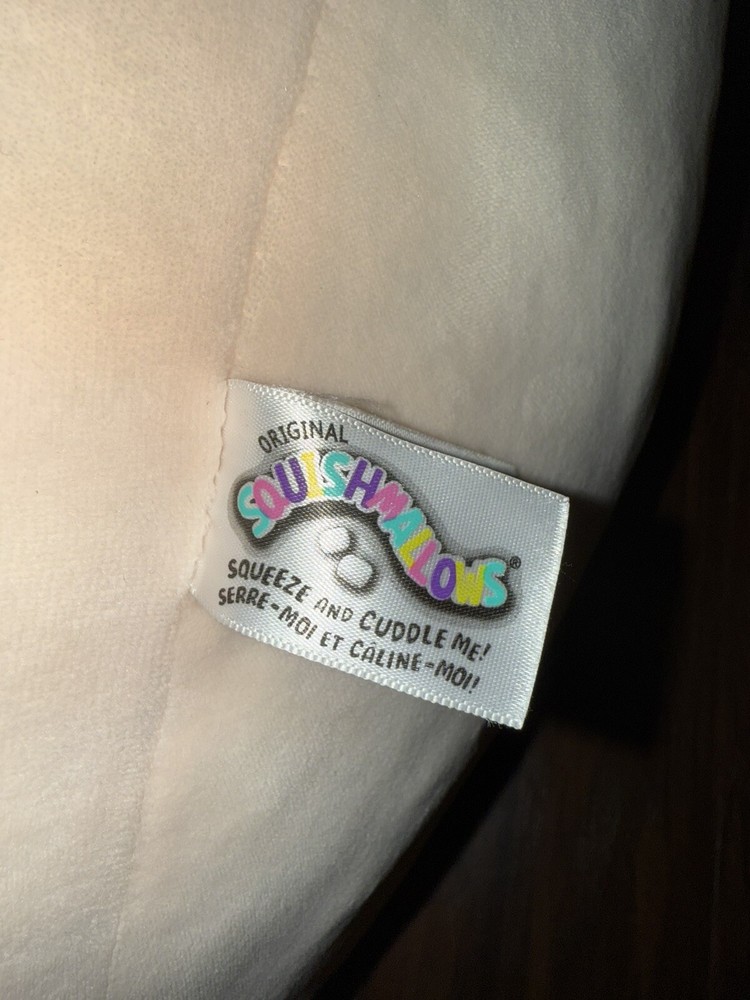 ORIGINAL
SQUISHMALLOWS®
SQUEEZE AND CUDDLE ME!
SERRE-MOI ET CÂLINE-MOI!